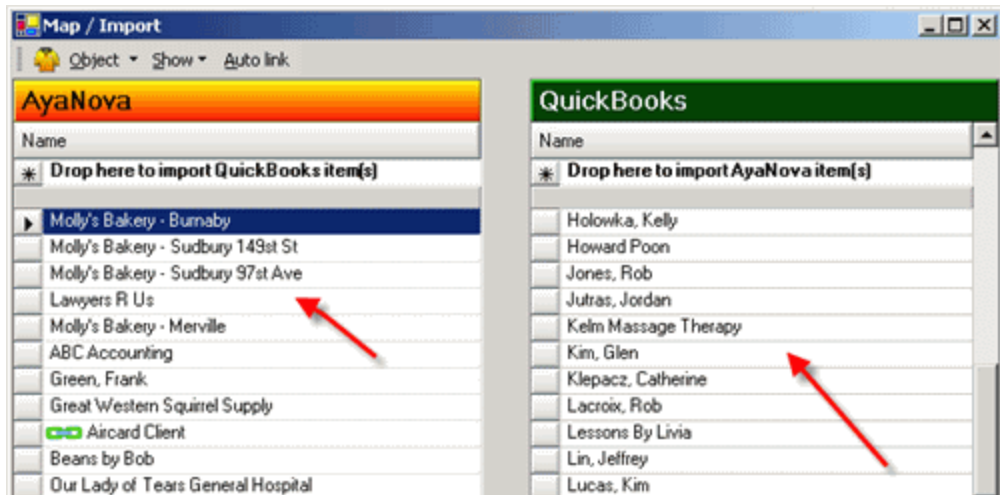 Map / Import
Object Show Auto link
AyaNova
Name
Drop here to import QuickBooks item(s)
Molly's Bakery - Burnaby
Molly's Bakery - Sudbury 149st St
Molly's Bakery - Sudbury 97st Ave
Lawyers R Us
Molly's Bakery - Merville
ABC Accounting
Green, Frank
Great Western Squirrel Supply
Aircard Client
Beans by Bob
Our Lady of Tears General Hospital
QuickBooks
Name
Drop here to import AyaNova item(s)
Holowka, Kelly
Howard Poon
Jones, Rob
Jutras, Jordan
Kelm Massage Therapy
Kim, Glen
Klepacz, Catherine
Lacroix, Rob
Lessons By Livia
Lin, Jeffrey
Lucas, Kim